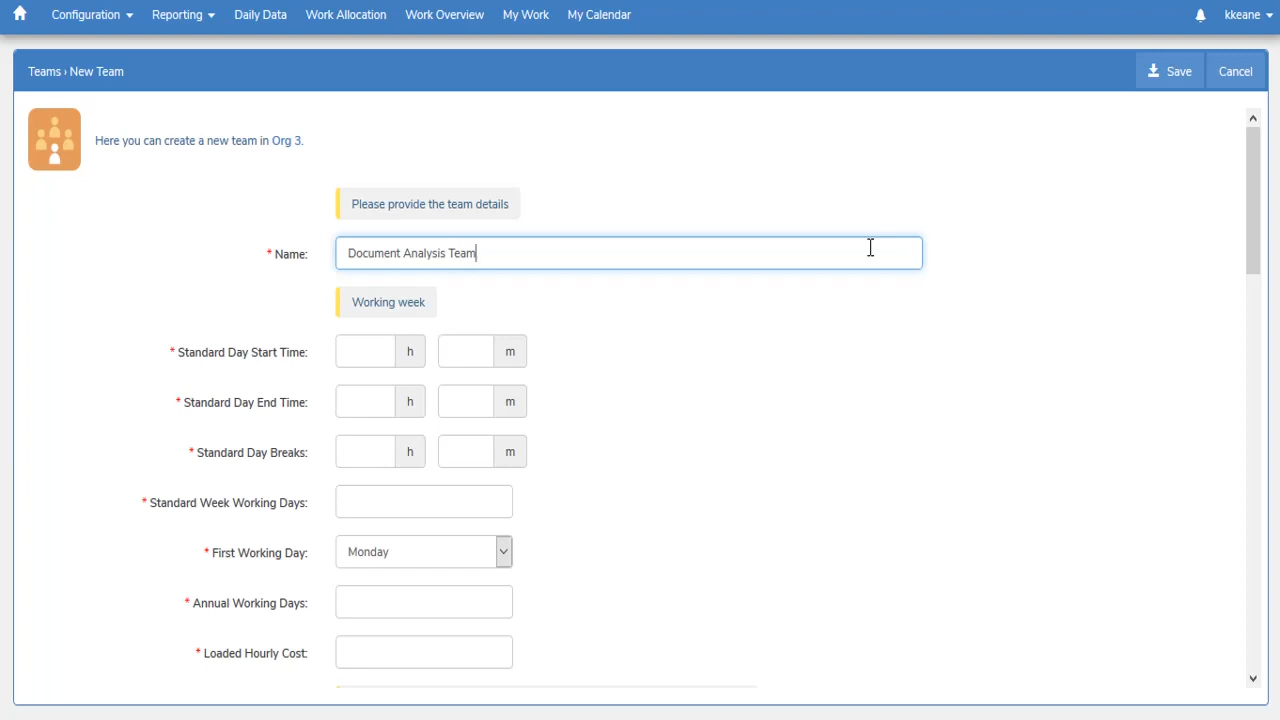 Configuration Reporting Daily Data Work Allocation Work Overview My Work My Calendar kkeane
Teams › New Team Save Cancel
Here you can create a new team in Org 3.
Please provide the team details
* Name: Document Analysis Team
Working week
* Standard Day Start Time: h m
* Standard Day End Time: h m
* Standard Day Breaks: h m
* Standard Week Working Days:
* First Working Day: Monday
* Annual Working Days:
* Loaded Hourly Cost: